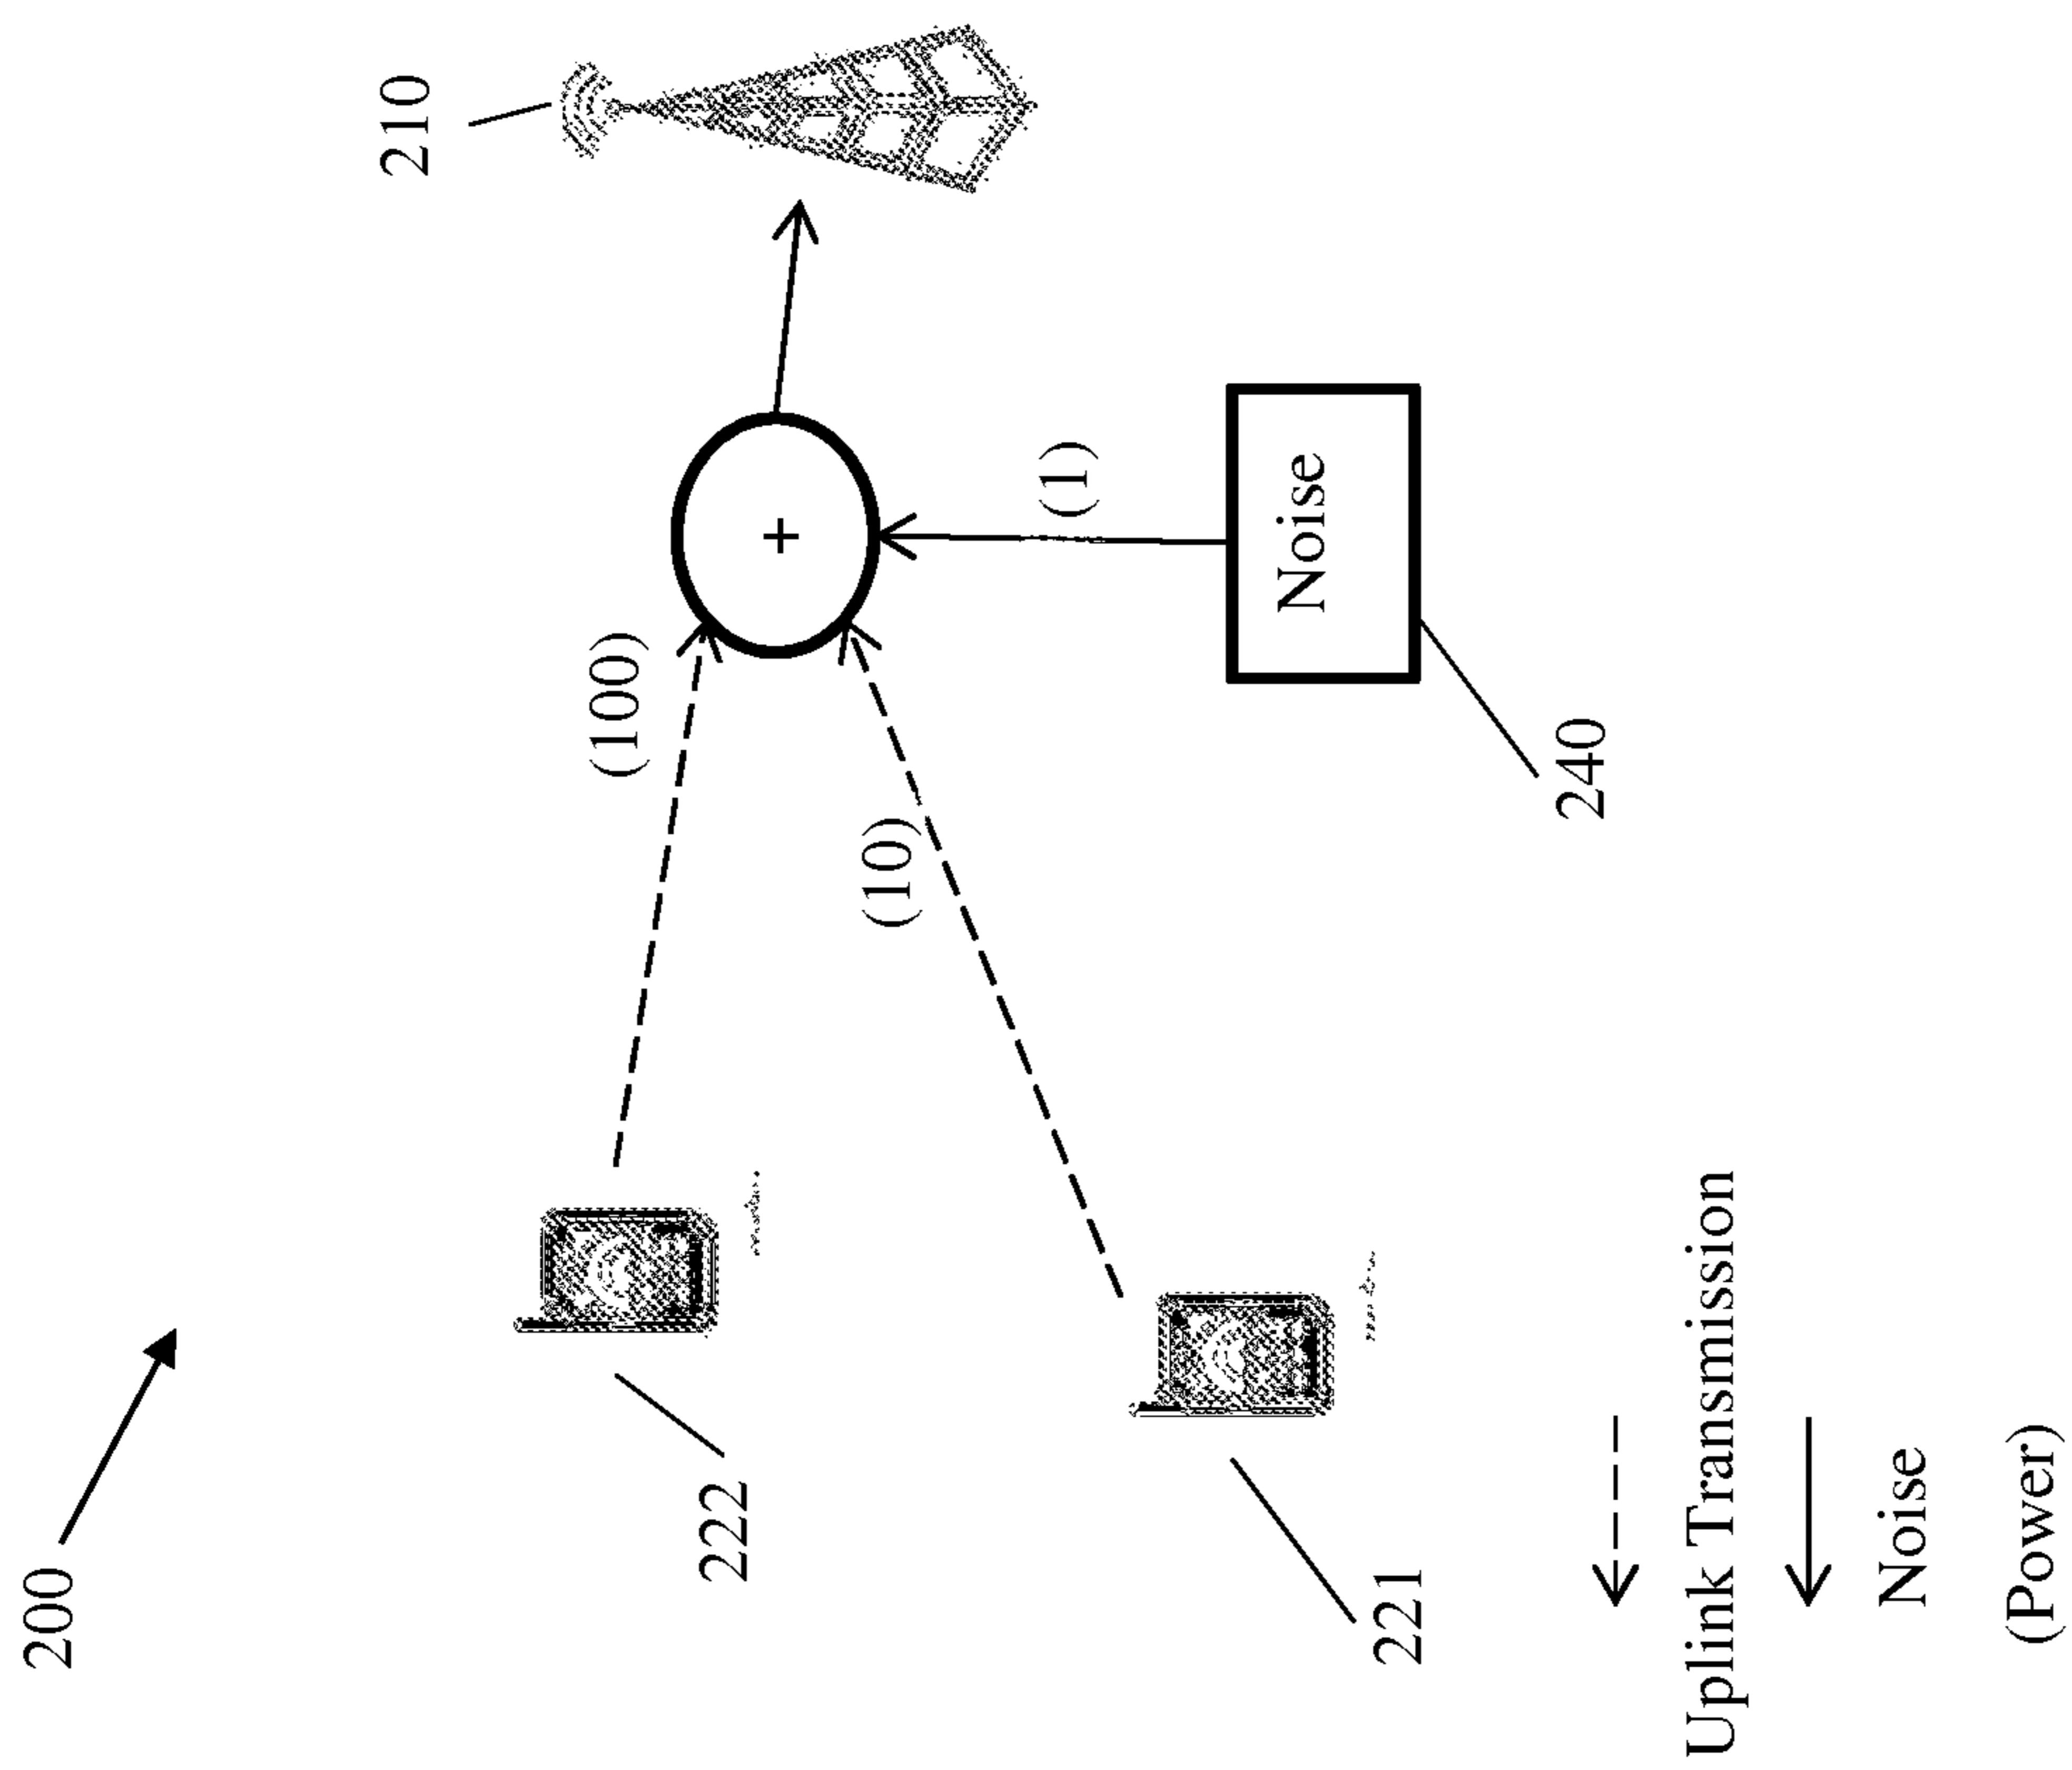 200
210
222
(100)
+
(10)
(1)
221
Noise
240
Uplink Transmission
Noise
(Power)